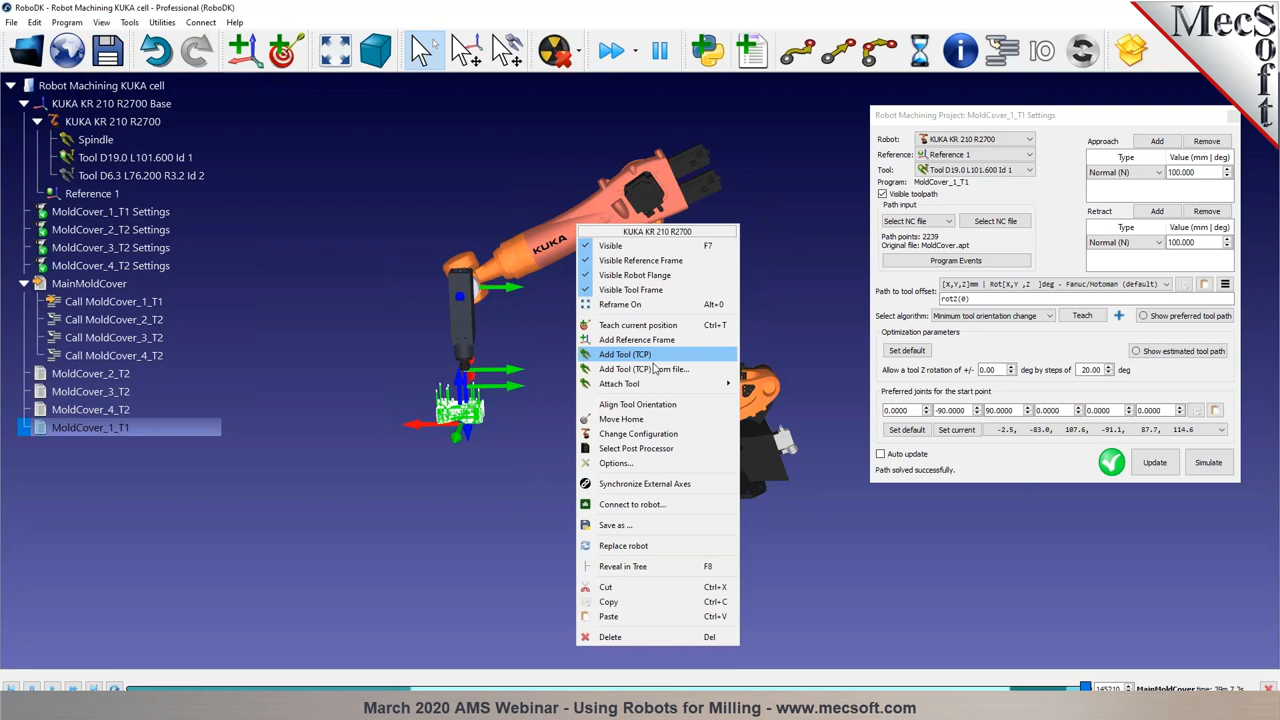 RoboDK - Robot Machining KUKA cell - Professional (RoboDK)
File Edit Program View Tools Utilities Connect Help
IO
MecSoft
Robot Machining KUKA cell
KUKA KR 210 R2700 Base
KUKA KR 210 R2700
Spindle
Tool D19.0 L101.600 Id 1
Tool D6.3 L76.200 R3.2 Id 2
Reference 1
MoldCover_1_T1 Settings
MoldCover_2_T2 Settings
MoldCover_3_T2 Settings
MoldCover_4_T2 Settings
MainMoldCover
Call MoldCover_1_T1
Call MoldCover_2_T2
Call MoldCover_3_T2
Call MoldCover_4_T2
MoldCover_2_T2
MoldCover_3_T2
MoldCover_4_T2
MoldCover_1_T1
KUKA
KUKA KR 210 R2700
Visible F7
Visible Reference Frame
Visible Robot Flange
Visible Tool Frame
Reframe On Alt+0
Teach current position Ctrl+T
Add Reference Frame
Add Tool (TCP)
Add Tool (TCP) from file...
Attach Tool
Align Tool Orientation
Move Home
Change Configuration
Select Post Processor
Options...
Synchronize External Axes
Connect to robot...
Save as ...
Replace robot
Reveal in Tree F8
Cut Ctrl+X
Copy Ctrl+C
Paste Ctrl+V
Delete Del
Robot Machining Project: MoldCover_1_T1 Settings
Robot: KUKA KR 210 R2700
Reference: Reference 1
Tool: Tool D19.0 L101.600 Id 1
Program: MoldCover_1_T1
Visible toolpath
Path input
Select NC file Select NC file
Path points: 2239
Original file: MoldCover.apt
Program Events
Approach Add Remove
Type Value (mm | deg)
Normal (N) 100.000
Retract Add Remove
Type Value (mm | deg)
Normal (N) 100.000
Path to tool offset: [X,Y,Z]mm | Rot[X,Y ,Z ]deg - Fanuc/Motoman (default)
rotZ(0)
Select algorithm: Minimum tool orientation change Teach Show preferred tool path
Optimization parameters
Set default Show estimated tool path
Allow a tool Z rotation of +/- 0.00 deg by steps of 20.00 deg
Preferred joints for the start point
0.0000 -90.0000 90.0000 0.0000 0.0000 0.0000
Set default Set current -2.5, -83.0, 107.6, -91.1, 87.7, 114.6
Auto update
Path solved successfully.
Update Simulate
145210 MainMoldCover time: 39m 7.3s
March 2020 AMS Webinar - Using Robots for Milling - www.mecsoft.com